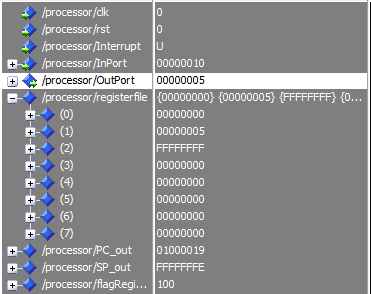 /processor/clk 0
/processor/rst 0
/processor/Interrupt U
/processor/InPort 00000010
/processor/OutPort 00000005
/processor/registerfile {00000000} {00000005} {FFFFFFFF} {0...
(0) 00000000
(1) 00000005
(2) FFFFFFFF
(3) 00000000
(4) 00000000
(5) 00000000
(6) 00000000
(7) 00000000
/processor/PC_out 01000019
/processor/SP_out FFFFFFFE
/processor/flagRegi... 100